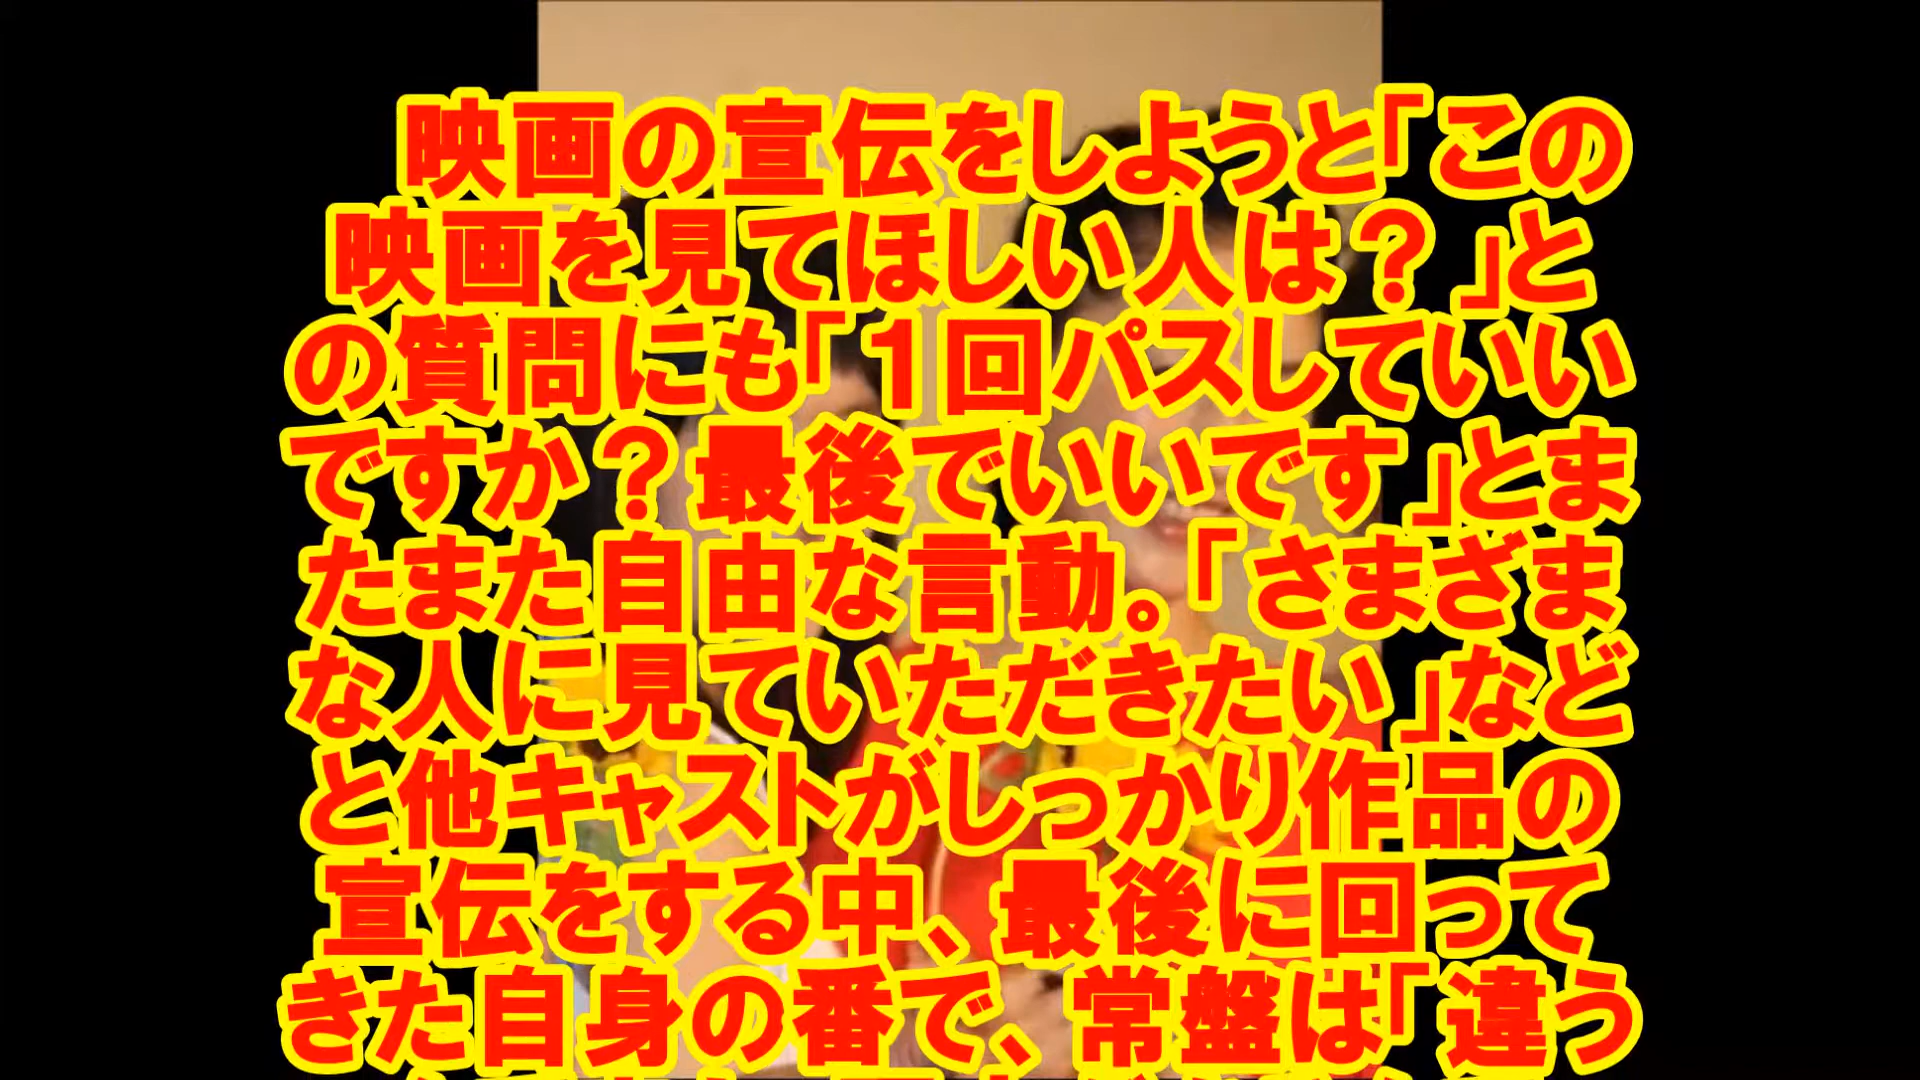 映画の宣伝をしようと「この
映画を見てほしい人は？」と
の質問にも「１回パスしていい
ですか？最後でいいです」とま
たまた自由な言動。「さまざま
な人に見ていただきたい」など
と他キャストがしっかり作品の
宣伝をする中、最後に回って
きた自身の番で、常盤は「違う